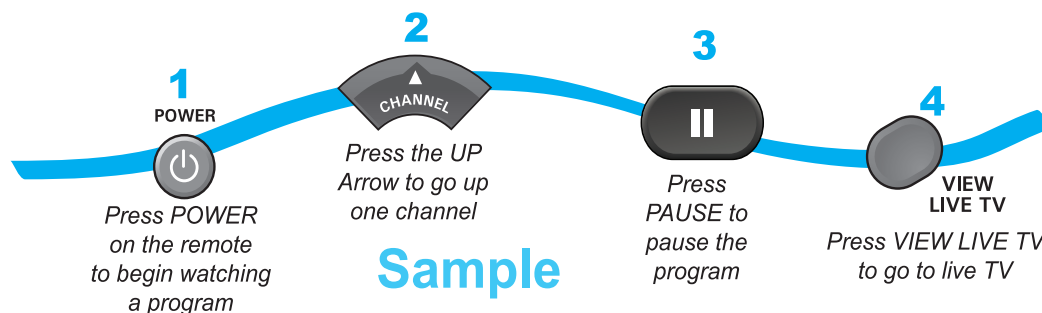 1
POWER
Press POWER
on the remote
to begin watching
a program
2
CHANNEL
Press the UP
Arrow to go up
one channel
3
Press
PAUSE to
pause the
program
4
VIEW
LIVE TV
Press VIEW LIVE TV
to go to live TV
Sample